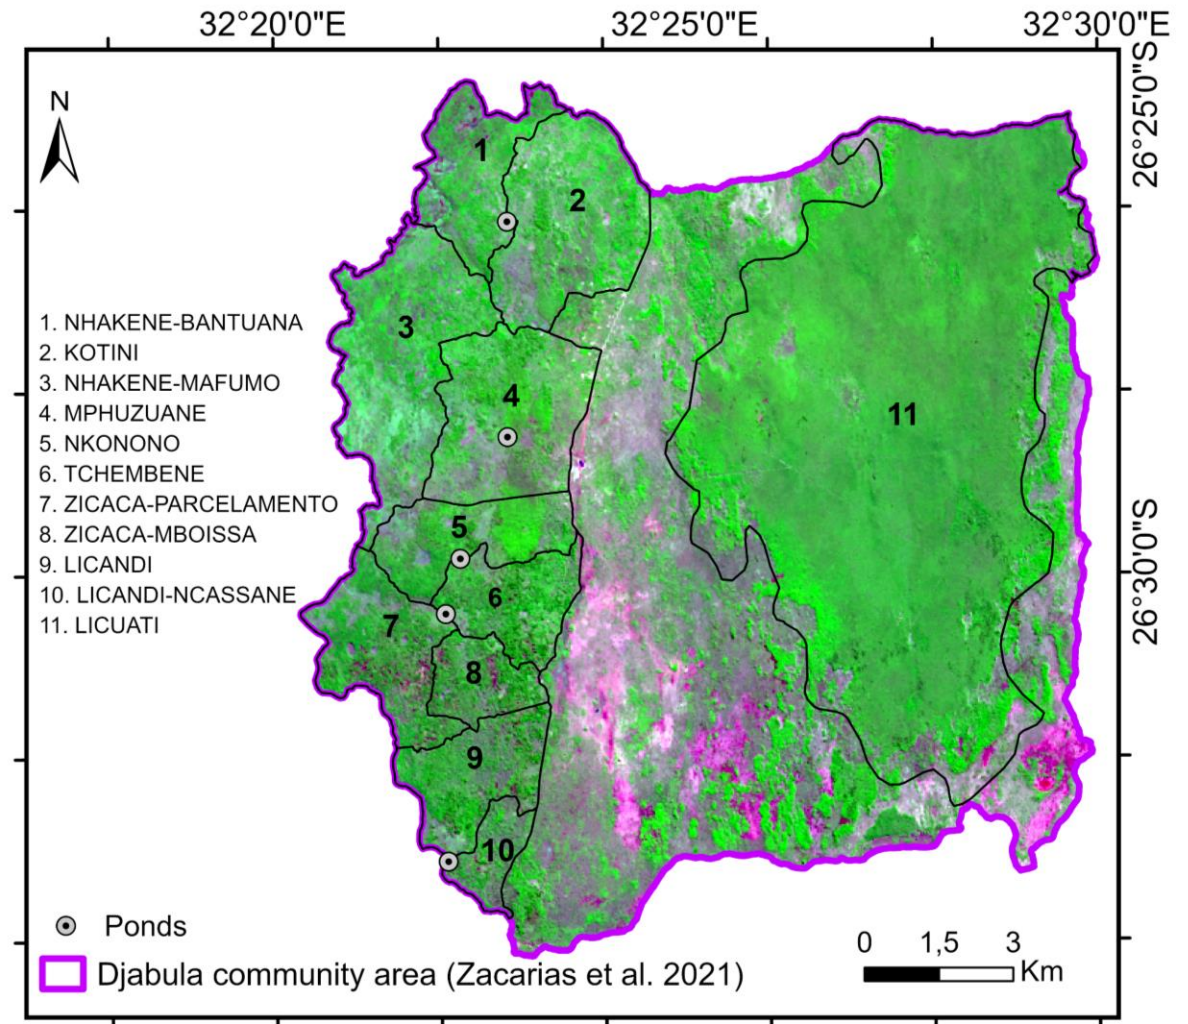 32°20'0"E 32°25'0"E 32°30'0"E
26°25'0"S
N
1
2
3
4
5
6
7
8
9
10
11
1. NHAKENE-BANTUANA
2. KOTINI
3. NHAKENE-MAFUMO
4. MPHUZUANE
5. NKONONO
6. TCHEMBENE
7. ZICACA-PARCELAMENTO
8. ZICACA-MBOISSA
9. LICANDI
10. LICANDI-NCASSANE
11. LICUATI
26°30'0"S
Ponds
Djabula community area (Zacarias et al. 2021)
0 1,5 3
Km